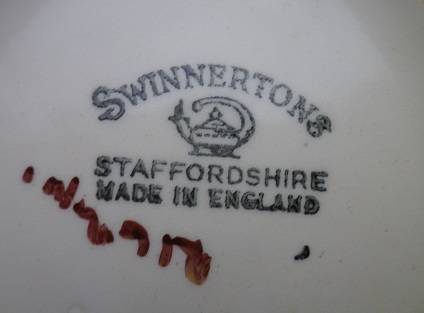 SWINNERTONS
STAFFORDSHIRE
MADE IN ENGLAND